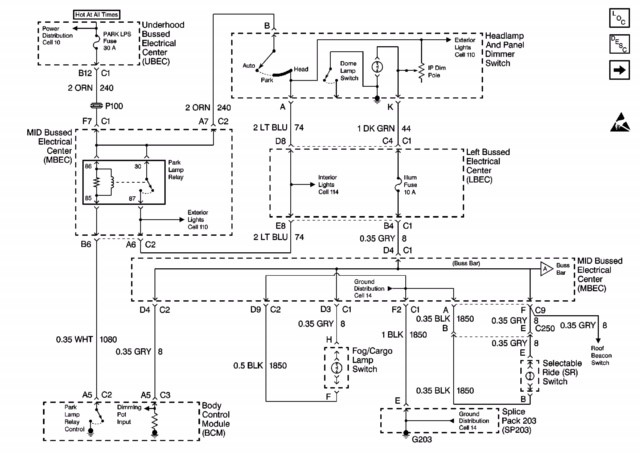 Hot At All Times
Power
Distribution
Cell 10
PARK LPS
Fuse
30 A
Underhood
Bussed
Electrical
Center
(UBEC)
B12 C1
2 ORN 240
P100
F7 C1
2 ORN 240
A7 C2
MID Bussed
Electrical
Center
(MBEC)
86
30
Park
Lamp
Relay
85
87
Exterior
Lights
Cell 110
B6
A6 C2
B
Auto
Park
Head
Dome
Lamp
Switch
Exterior
Lights
Cell 110
IP Dim
Pole
Headlamp
And Panel
Dimmer
Switch
A
K
2 LT BLU 74
1 DK GRN 44
D8
C4 C1
Interior
Lights
Cell 114
Illum
Fuse
10 A
Left Bussed
Electrical
Center
(LBEC)
E8
B4 C1
2 LT BLU 74
0.35 GRY 8
D4 C1
(Buss Bar)
A
Buss
Bar
MID Bussed
Electrical
Center
(MBEC)
Ground
Distribution
Cell 14
D4 C2
D9 C2
D3 C1
F2 C1
A
F C9
0.35 BLK 1850
0.35 GRY 8
B
E C250
0.35 GRY 8
Roof
Beacon
Switch
0.35 WHT 1080
0.35 GRY 8
0.5 BLK 1850
0.35 GRY 8
H
Fog/Cargo
Lamp
Switch
F
1 BLK 1850
0.35 GRY 8
E
Selectable
Ride (SR)
Switch
B
0.35 BLK 1850
A5 C2
A5 C3
Park
Lamp
Relay
Control
Dimming
Pot
Input
Body
Control
Module
(BCM)
E
Ground
Distribution
Cell 14
Splice
Pack 203
(SP203)
G203
LOC
DESC